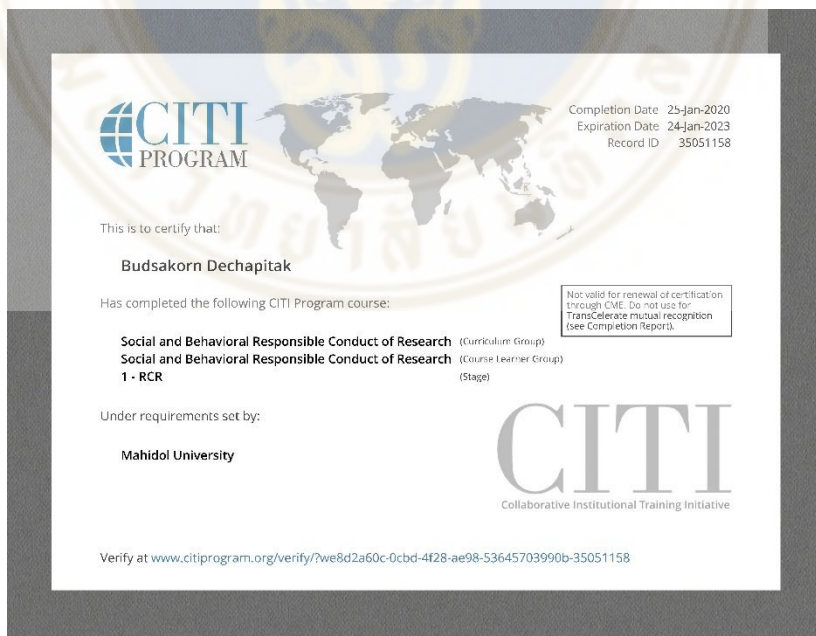 CITI
PROGRAM
Completion Date 25-Jan-2020
Expiration Date 24-Jan-2023
Record ID 35051158
This is to certify that:
Budsakorn Dechapitak
Has completed the following CITI Program course:
Not valid for renewal of certification
through CME. Do not use for
TransCelerate mutual recognition
(see Completion Report).
Social and Behavioral Responsible Conduct of Research (Curriculum Group)
Social and Behavioral Responsible Conduct of Research (Course Learner Group)
1 - RCR (Stage)
Under requirements set by:
Mahidol University
CITI
Collaborative Institutional Training Initiative
Verify at www.citiprogram.org/verify/?we8d2a60c-0cbd-4f28-ae98-53645703990b-35051158